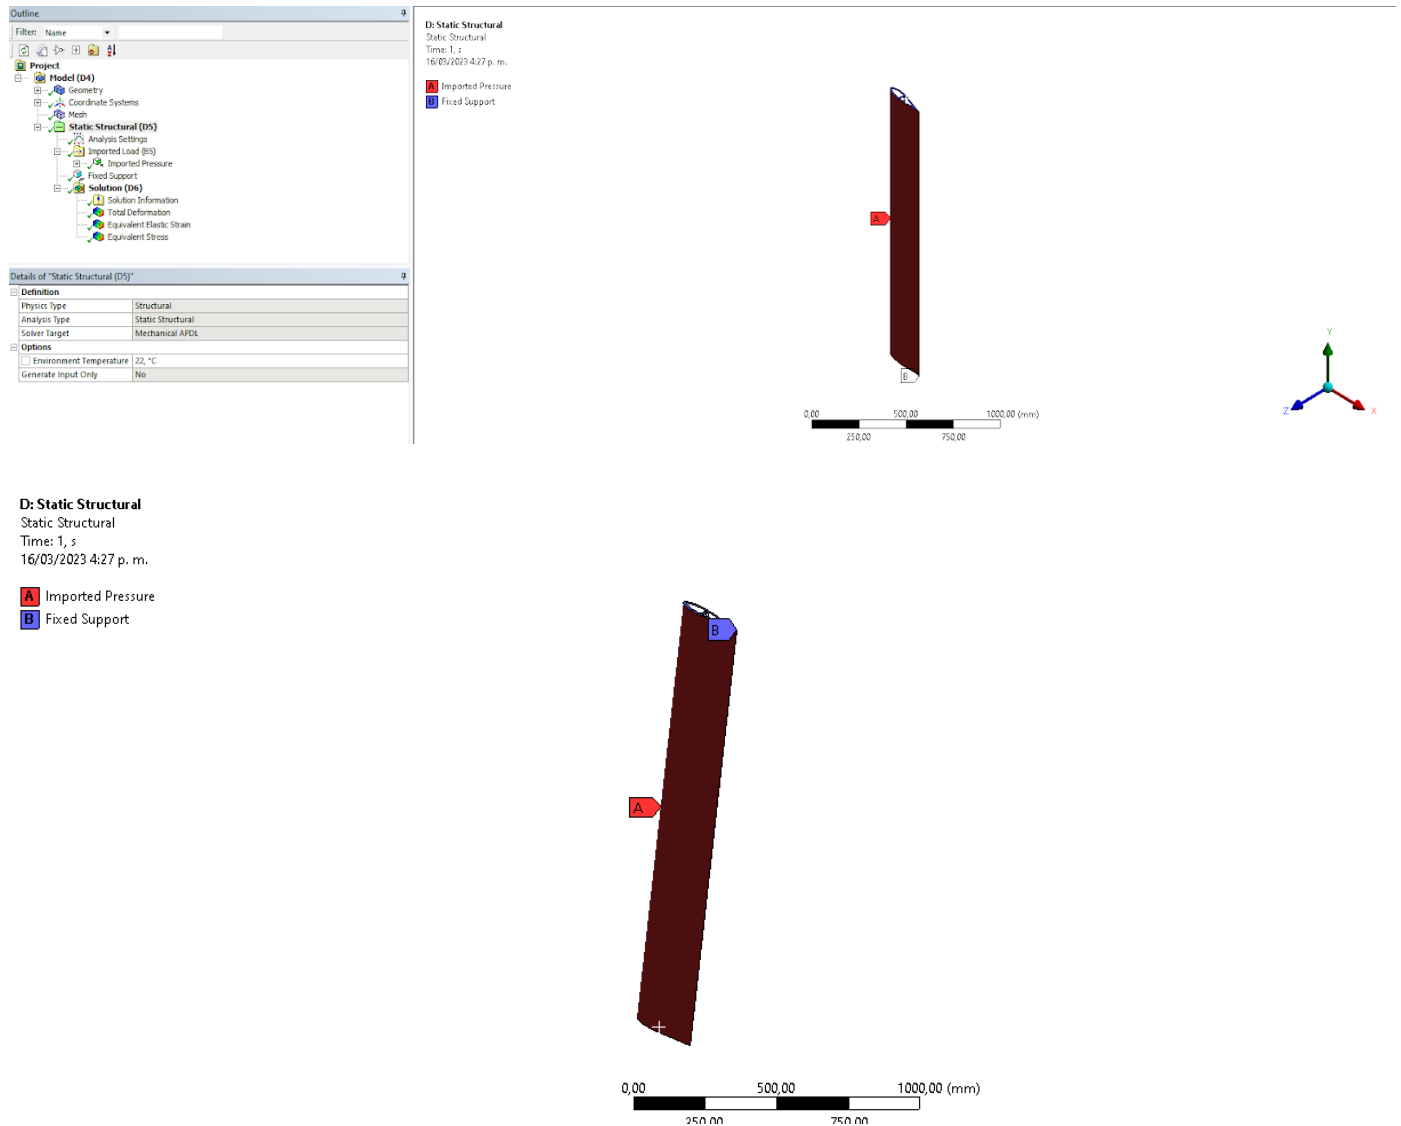 Outline
Filter: Name
Project
Model (D4)
Geometry
Coordinate Systems
Mesh
Static Structural (D5)
Analysis Settings
Imported Load (B5)
Imported Pressure
Fixed Support
Solution (D6)
Solution Information
Total Deformation
Equivalent Elastic Strain
Equivalent Stress
Details of "Static Structural (D5)"
Definition
Physics Type Structural
Analysis Type Static Structural
Solver Target Mechanical APDL
Options
Environment Temperature 22, °C
Generate Input Only No
D: Static Structural
Static Structural
Time: 1, s
16/03/2023 4:27 p. m.
A Imported Pressure
B Fixed Support
A
B
0,00 500,00 1000,00 (mm)
250,00 750,00
Y
Z X
D: Static Structural
Static Structural
Time: 1, s
16/03/2023 4:27 p. m.
A Imported Pressure
B Fixed Support
B
A
0,00 500,00 1000,00 (mm)
250,00 750,00